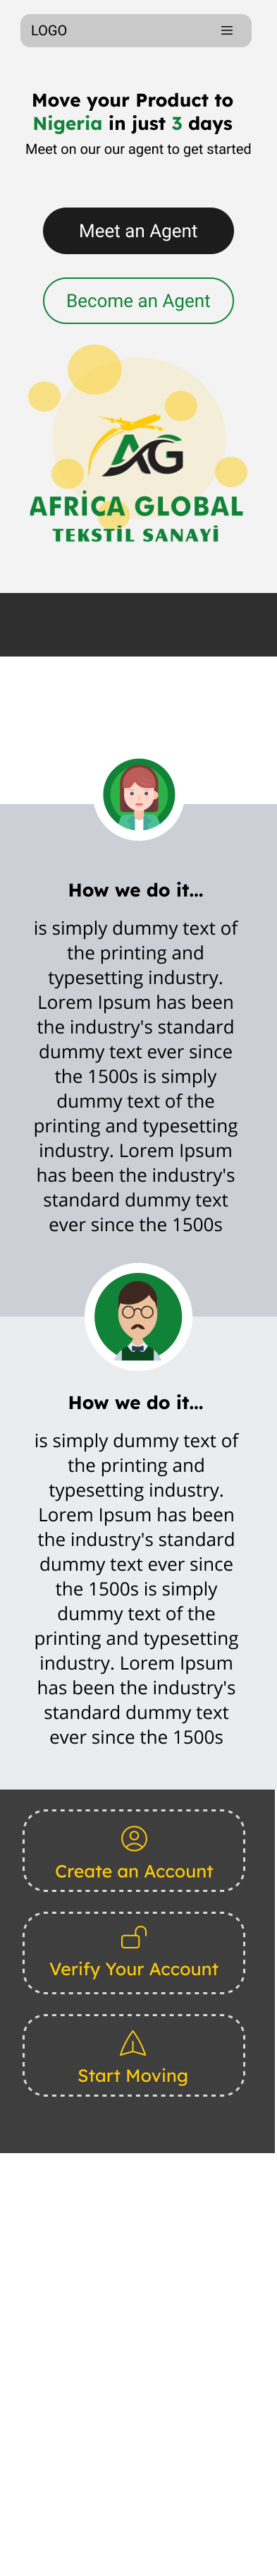 LOGO
Move your Product to
Nigeria in just 3 days
Meet on our our agent to get started
Meet an Agent
Become an Agent
AG
AFRİCA GLOBAL
TEKSTİL SANAYİ
How we do it...
is simply dummy text of
the printing and
typesetting industry.
Lorem Ipsum has been
the industry's standard
dummy text ever since
the 1500s is simply
dummy text of the
printing and typesetting
industry. Lorem Ipsum
has been the industry's
standard dummy text
ever since the 1500s
How we do it...
is simply dummy text of
the printing and
typesetting industry.
Lorem Ipsum has been
the industry's standard
dummy text ever since
the 1500s is simply
dummy text of the
printing and typesetting
industry. Lorem Ipsum
has been the industry's
standard dummy text
ever since the 1500s
Create an Account
Verify Your Account
Start Moving